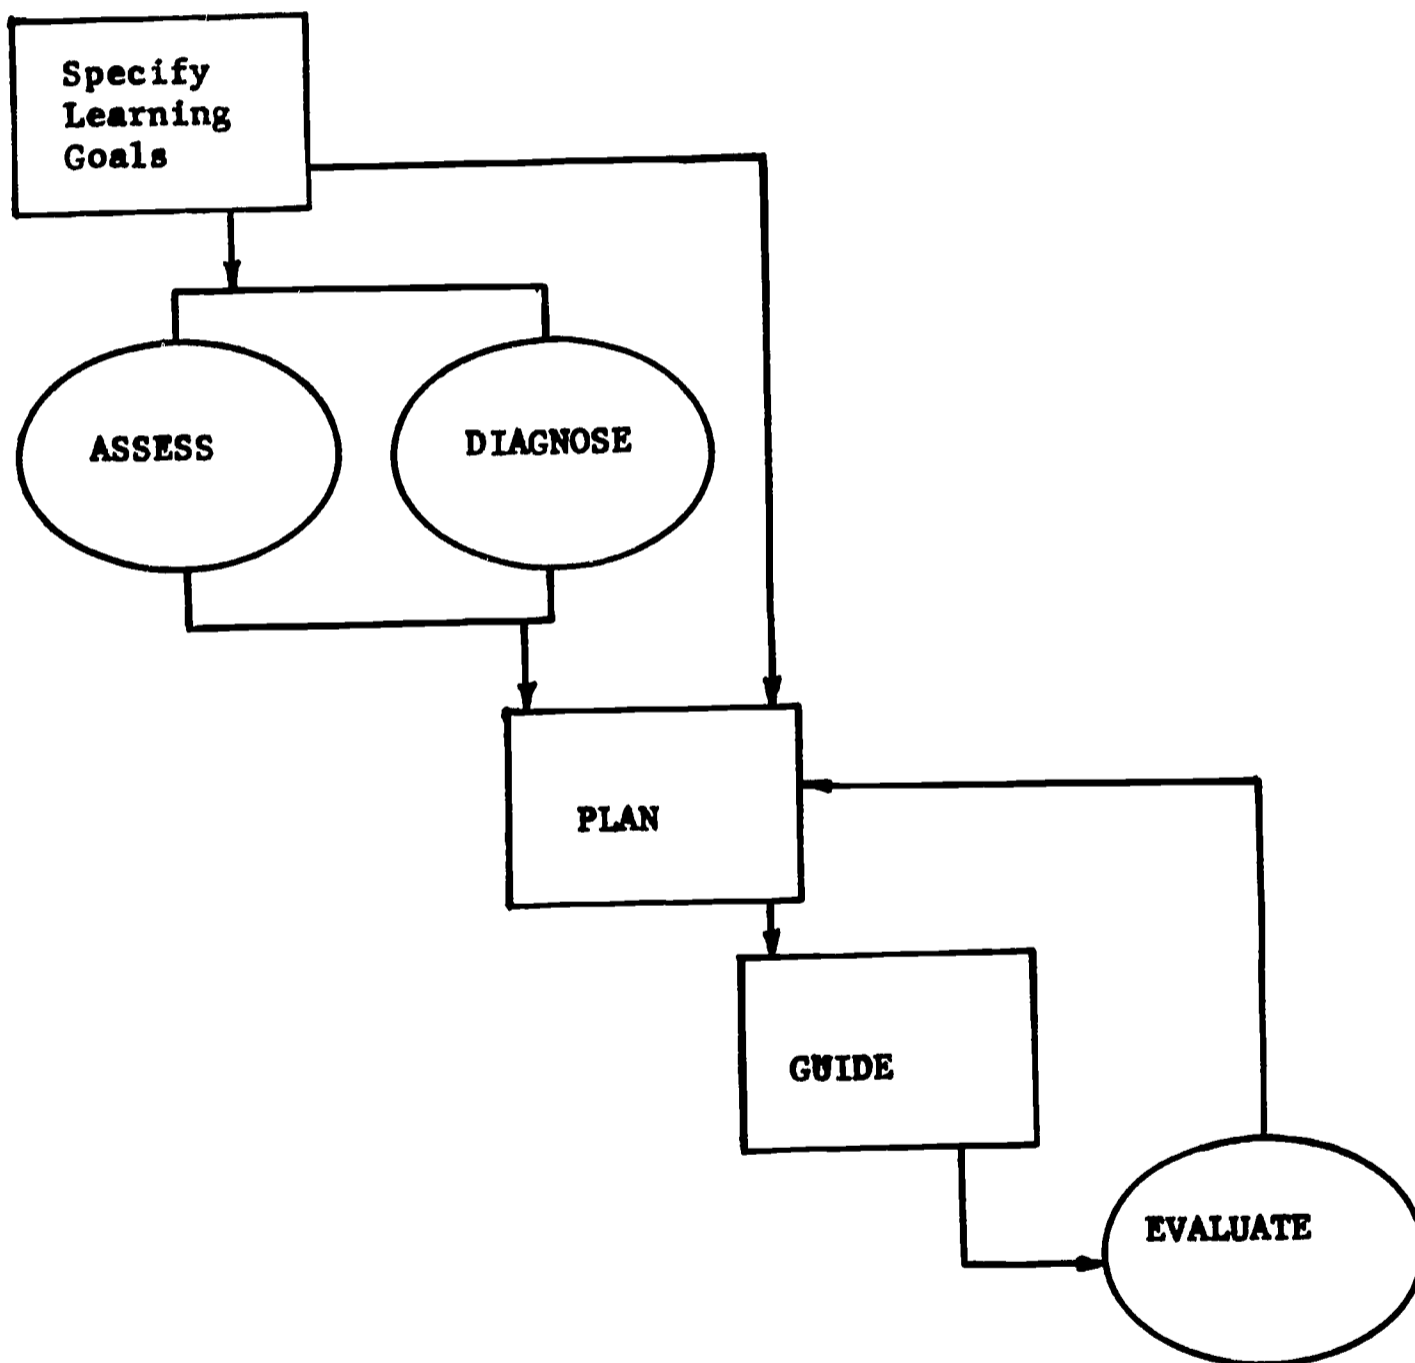 Specify
Learning
Goals
ASSESS
DIAGNOSE
PLAN
GUIDE
EVALUATE